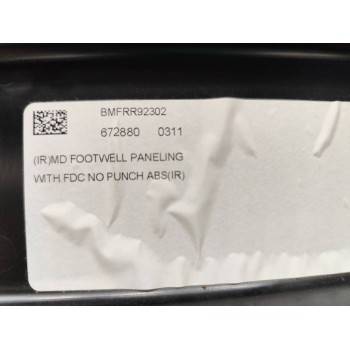 BMFRR92302
672880 0311
(IR)MD FOOTWELL PANELING
WITH FDC NO PUNCH ABS(IR)